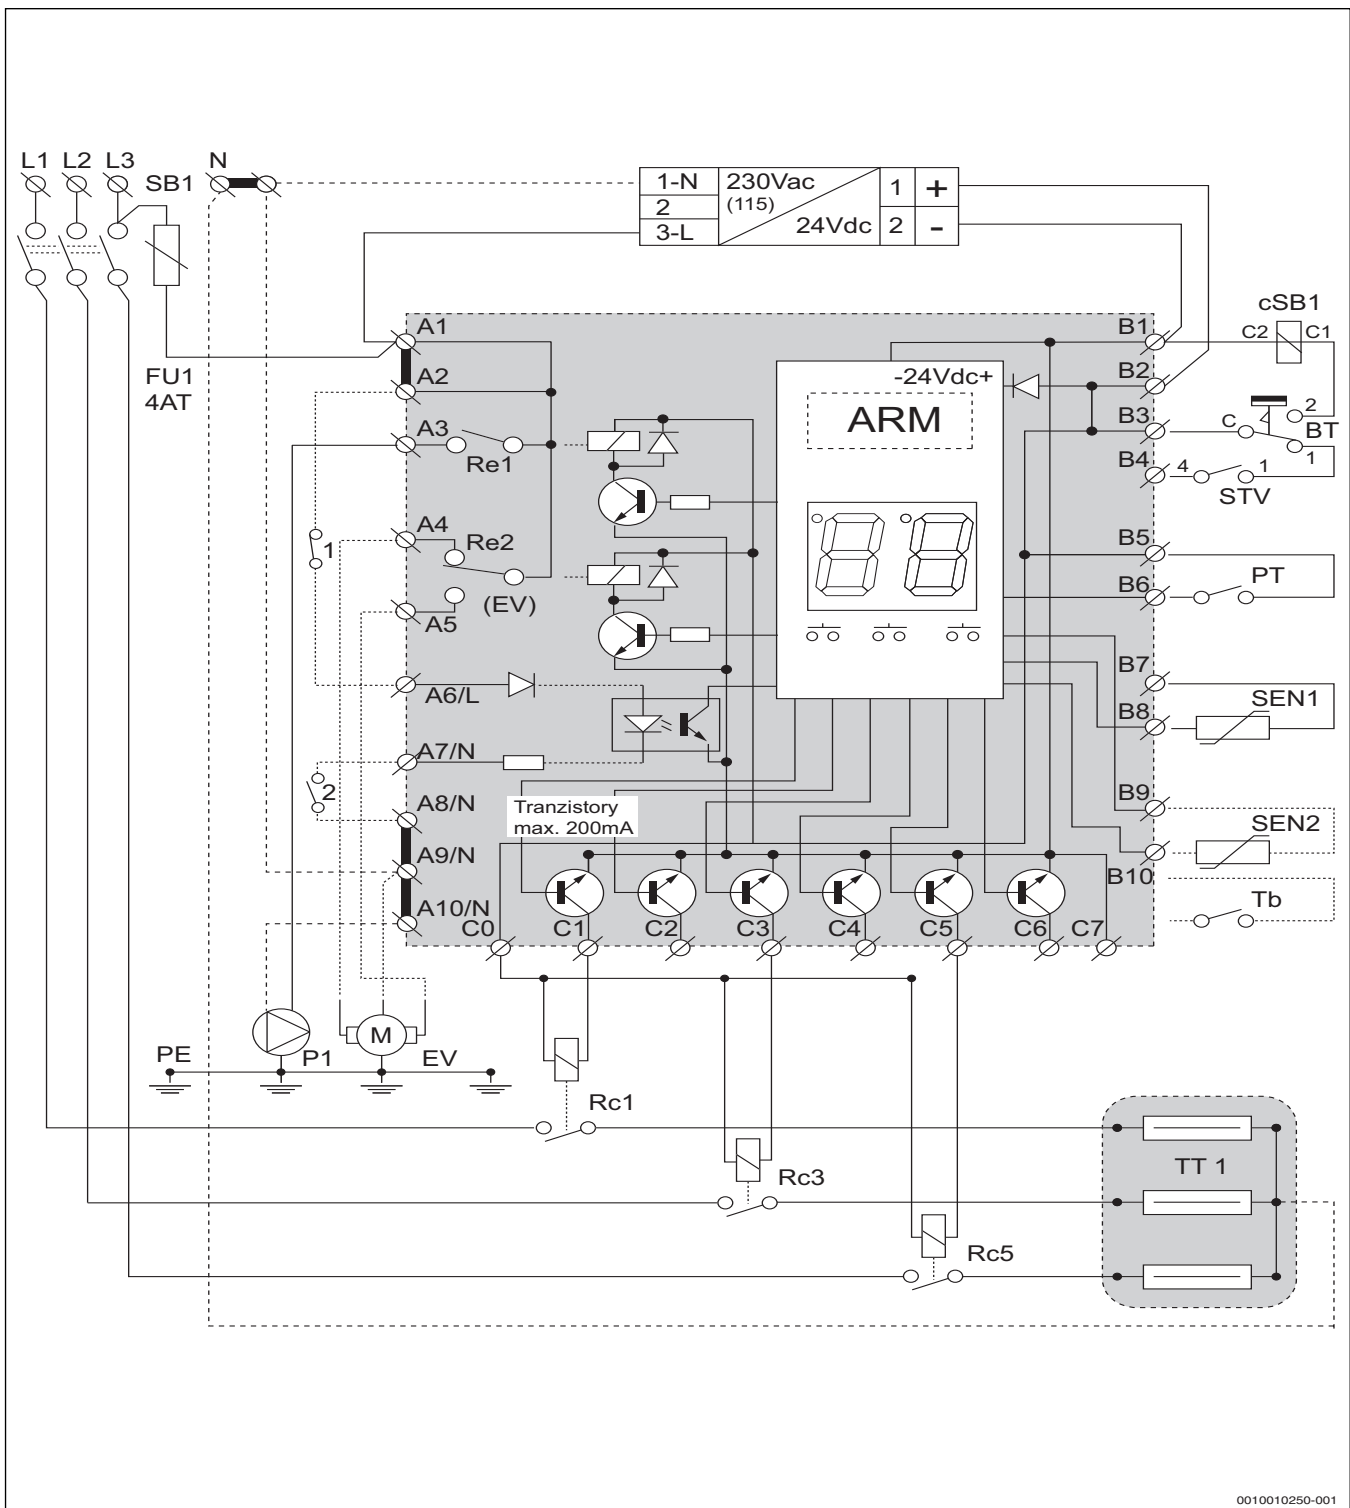 L1 L2 L3 SB1 N
1-N 230Vac 1 +
2 (115)
3-L 24Vdc 2 -
FU1
4AT
A1
A2
A3
Re1
A4
Re2
(EV)
A5
A6/L
A7/N
A8/N
A9/N
A10/N
1
2
-24Vdc+
ARM
Tranzistory
max. 200mA
B1
B2
B3
B4
B5
B6
B7
B8
B9
B10
cSB1
C2 C1
C 2
BT
1
4 1
STV
PT
SEN1
SEN2
Tb
C0 C1 C2 C3 C4 C5 C6 C7
PE P1 M EV
Rc1
Rc3
Rc5
TT 1
0010010250-001